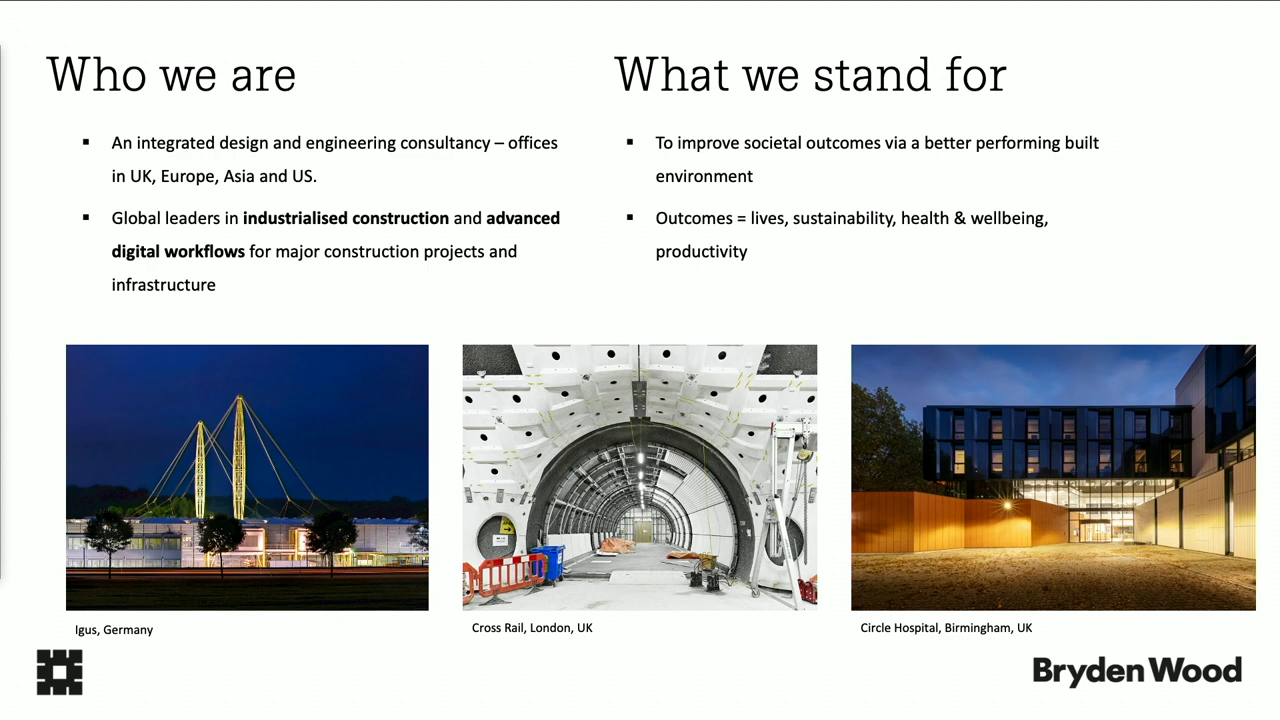 Who we are
▪ An integrated design and engineering consultancy – offices
in UK, Europe, Asia and US.
▪ Global leaders in industrialised construction and advanced
digital workflows for major construction projects and
infrastructure
What we stand for
▪ To improve societal outcomes via a better performing built
environment
▪ Outcomes = lives, sustainability, health & wellbeing,
productivity
Igus, Germany
Cross Rail, London, UK
Circle Hospital, Birmingham, UK
Bryden Wood